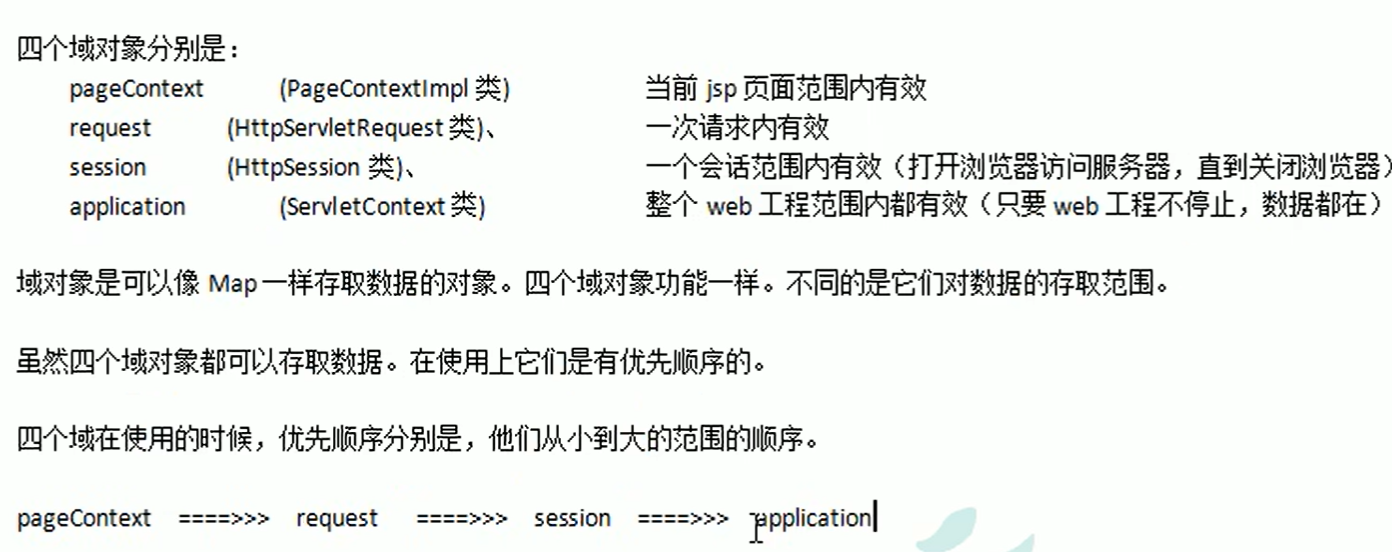 四个域对象分别是：
pageContext (PageContextImpl 类) 当前 jsp 页面范围内有效
request (HttpServletRequest 类)、 一次请求内有效
session (HttpSession 类)、 一个会话范围内有效（打开浏览器访问服务器，直到关闭浏览器）
application (ServletContext 类) 整个 web 工程范围内都有效（只要 web 工程不停止，数据都在）
域对象是可以像 Map 一样存取数据的对象。四个域对象功能一样。不同的是它们对数据的存取范围。
虽然四个域对象都可以存取数据。在使用上它们是有优先顺序的。
四个域在使用的时候，优先顺序分别是，他们从小到大的范围的顺序。
pageContext ====>>> request ====>>> session ====>>> application